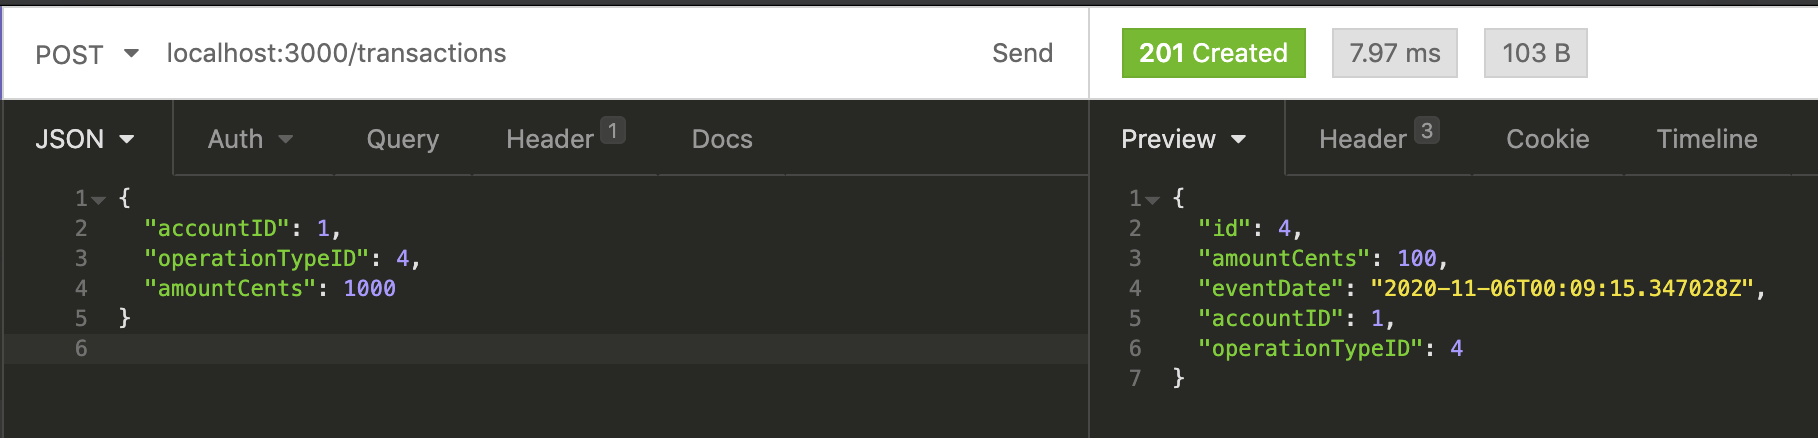 POST localhost:3000/transactions Send 201 Created 7.97 ms 103 B
JSON Auth Query Header 1 Docs Preview Header 3 Cookie Timeline
1 {
2 "accountID": 1,
3 "operationTypeID": 4,
4 "amountCents": 1000
5 }
6
1 {
2 "id": 4,
3 "amountCents": 100,
4 "eventDate": "2020-11-06T00:09:15.347028Z",
5 "accountID": 1,
6 "operationTypeID": 4
7 }